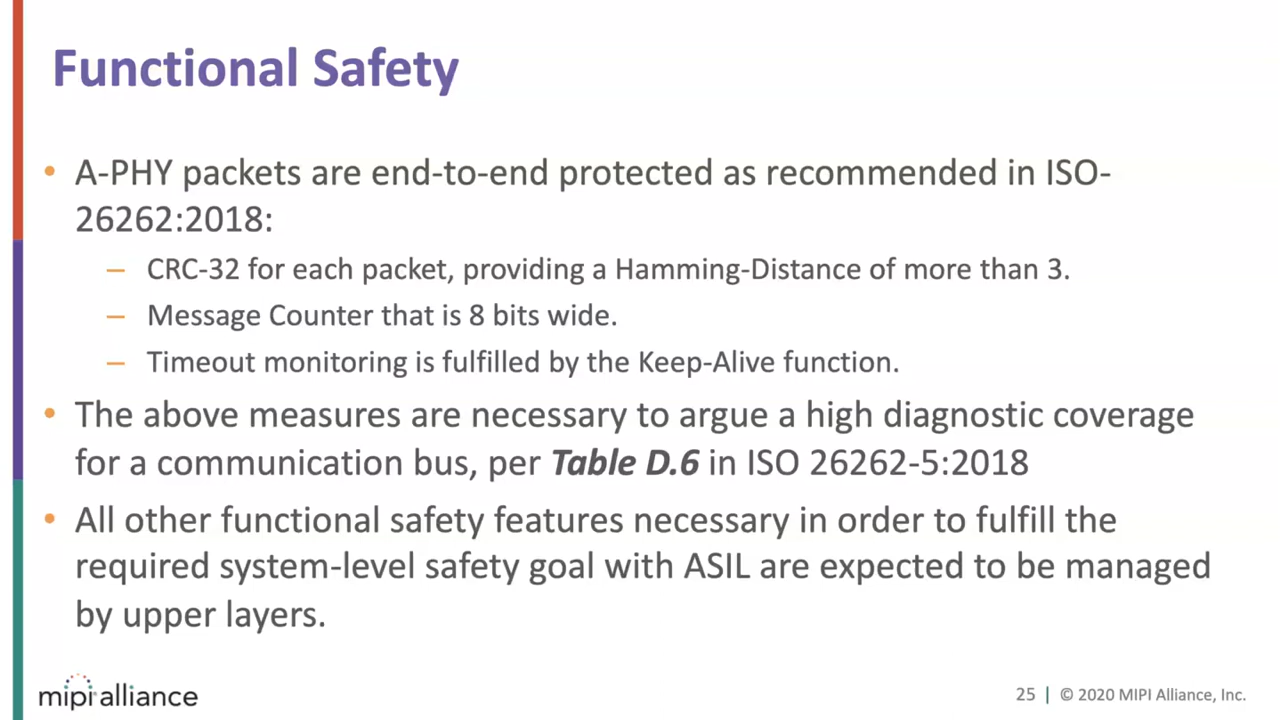 Functional Safety
• A-PHY packets are end-to-end protected as recommended in ISO-
26262:2018:
– CRC-32 for each packet, providing a Hamming-Distance of more than 3.
– Message Counter that is 8 bits wide.
– Timeout monitoring is fulfilled by the Keep-Alive function.
• The above measures are necessary to argue a high diagnostic coverage
for a communication bus, per Table D.6 in ISO 26262-5:2018
• All other functional safety features necessary in order to fulfill the
required system-level safety goal with ASIL are expected to be managed
by upper layers.
mipi alliance
25 | © 2020 MIPI Alliance, Inc.